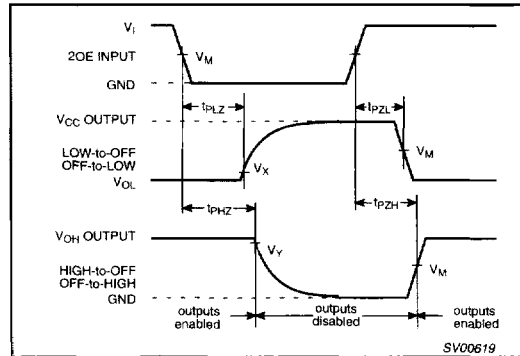 VI
2OE INPUT
VM
GND
tPLZ
tPZL
VCC OUTPUT
LOW-to-OFF
OFF-to-LOW
VM
VX
VOL
tPHZ
tPZH
VOH OUTPUT
VY
HIGH-to-OFF
OFF-to-HIGH
VM
GND
outputs
enabled
outputs
disabled
outputs
enabled
SV00619